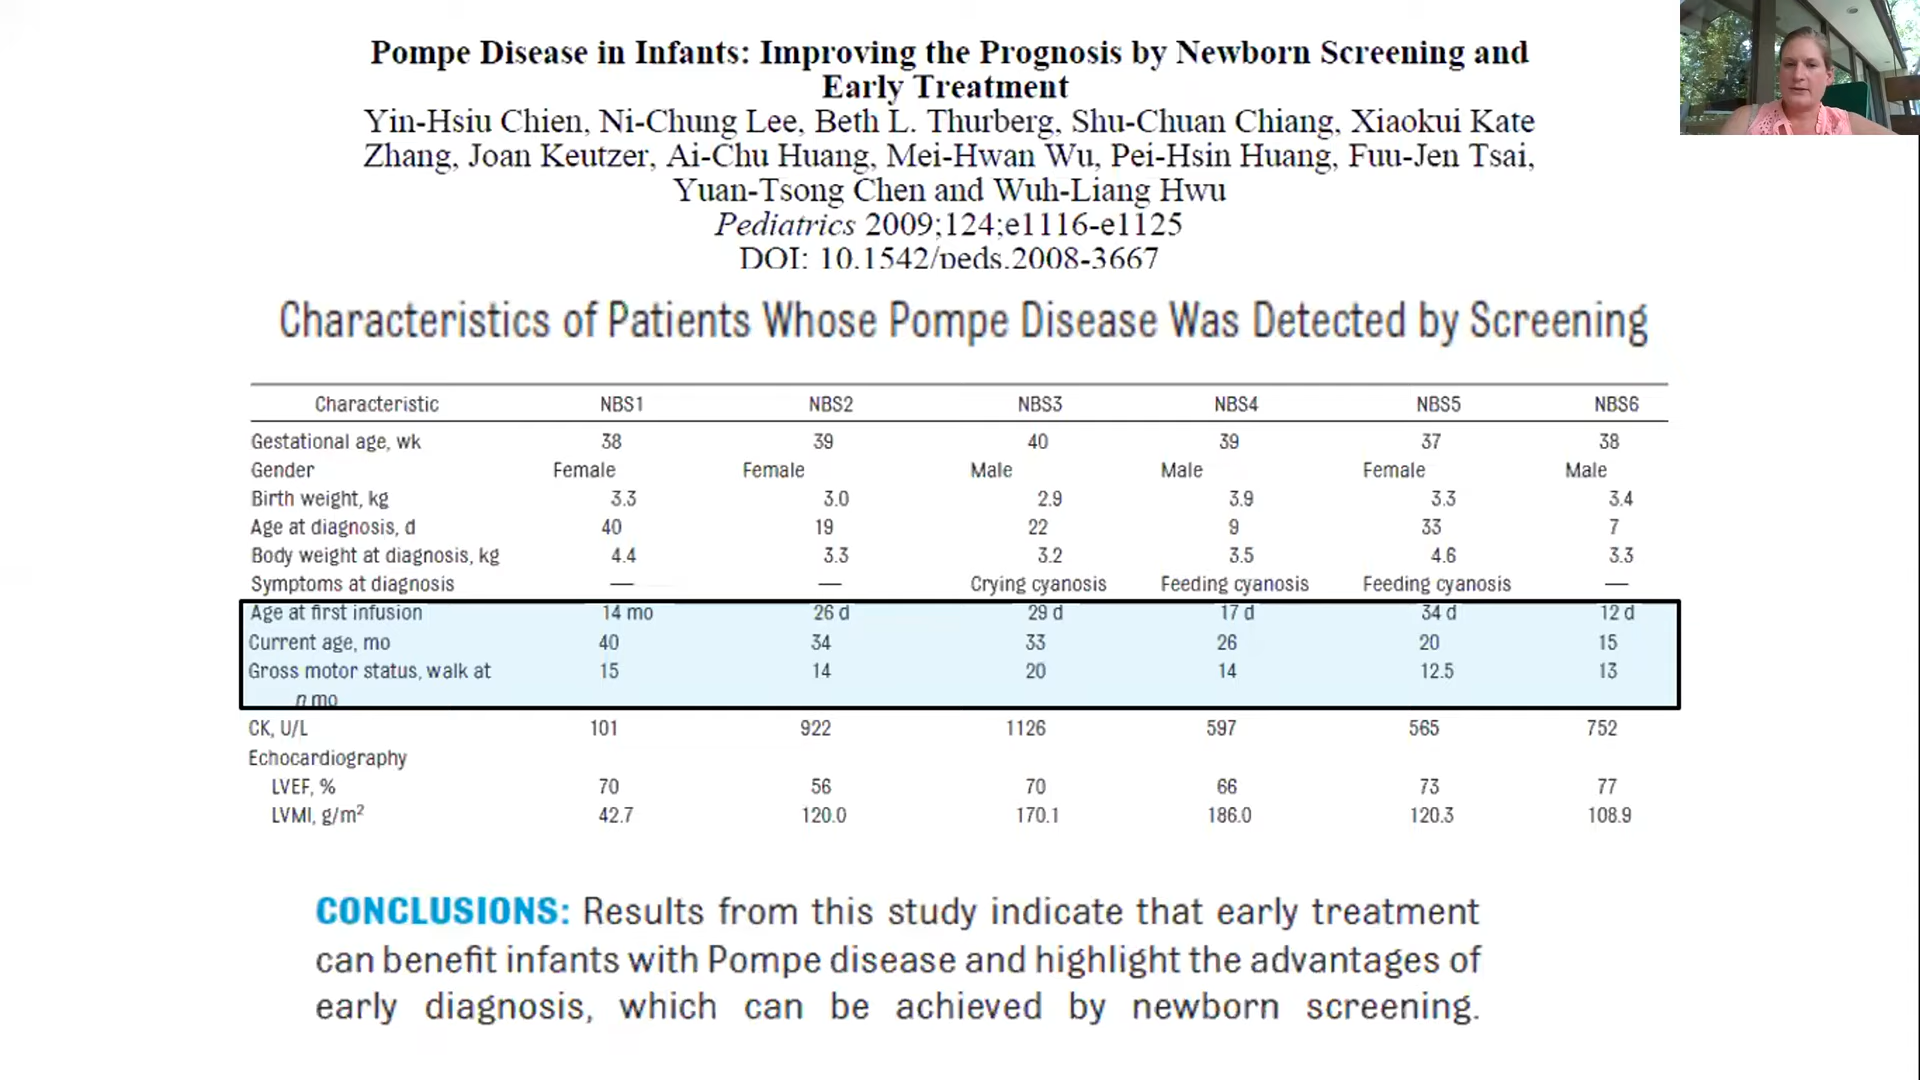 Pompe Disease in Infants: Improving the Prognosis by Newborn Screening and
Early Treatment
Yin-Hsiu Chien, Ni-Chung Lee, Beth L. Thurberg, Shu-Chuan Chiang, Xiaokui Kate
Zhang, Joan Keutzer, Ai-Chu Huang, Mei-Hwan Wu, Pei-Hsin Huang, Fuu-Jen Tsai,
Yuan-Tsong Chen and Wuh-Liang Hwu
Pediatrics 2009;124;e1116-e1125
DOI: 10.1542/peds.2008-3667
Characteristics of Patients Whose Pompe Disease Was Detected by Screening
Characteristic NBS1 NBS2 NBS3 NBS4 NBS5 NBS6
Gestational age, wk 38 39 40 39 37 38
Gender Female Female Male Male Female Male
Birth weight, kg 3.3 3.0 2.9 3.9 3.3 3.4
Age at diagnosis, d 40 19 22 9 33 7
Body weight at diagnosis, kg 4.4 3.3 3.2 3.5 4.6 3.3
Symptoms at diagnosis — — Crying cyanosis Feeding cyanosis Feeding cyanosis —
Age at first infusion 14 mo 26 d 29 d 17 d 34 d 12 d
Current age, mo 40 34 33 26 20 15
Gross motor status, walk at 15 14 20 14 12.5 13
n mo
CK, U/L 101 922 1126 597 565 752
Echocardiography
LVEF, % 70 56 70 66 73 77
LVMI, g/m² 42.7 120.0 170.1 186.0 120.3 108.9
CONCLUSIONS: Results from this study indicate that early treatment
can benefit infants with Pompe disease and highlight the advantages of
early diagnosis, which can be achieved by newborn screening.